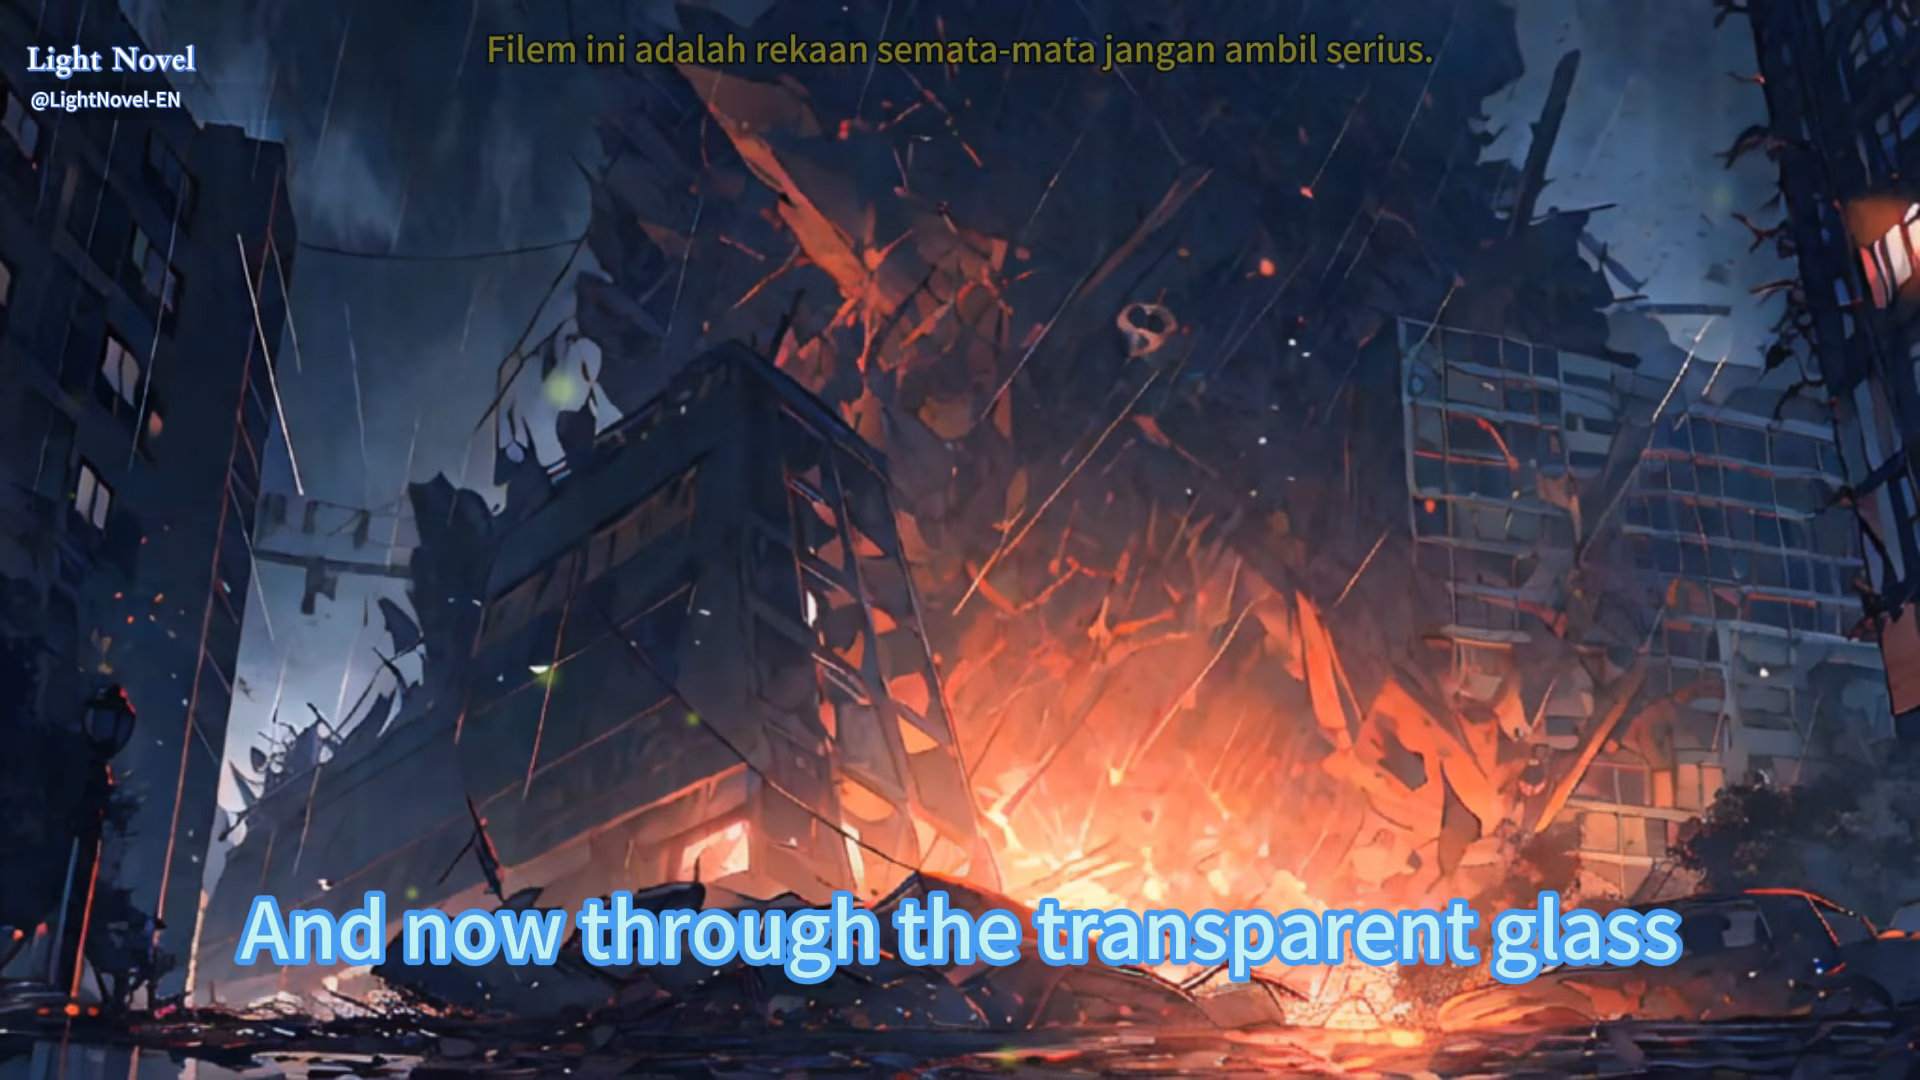 Light Novel
@LightNovel-EN
Filem ini adalah rekaan semata-mata jangan ambil serius.
And now through the transparent glass